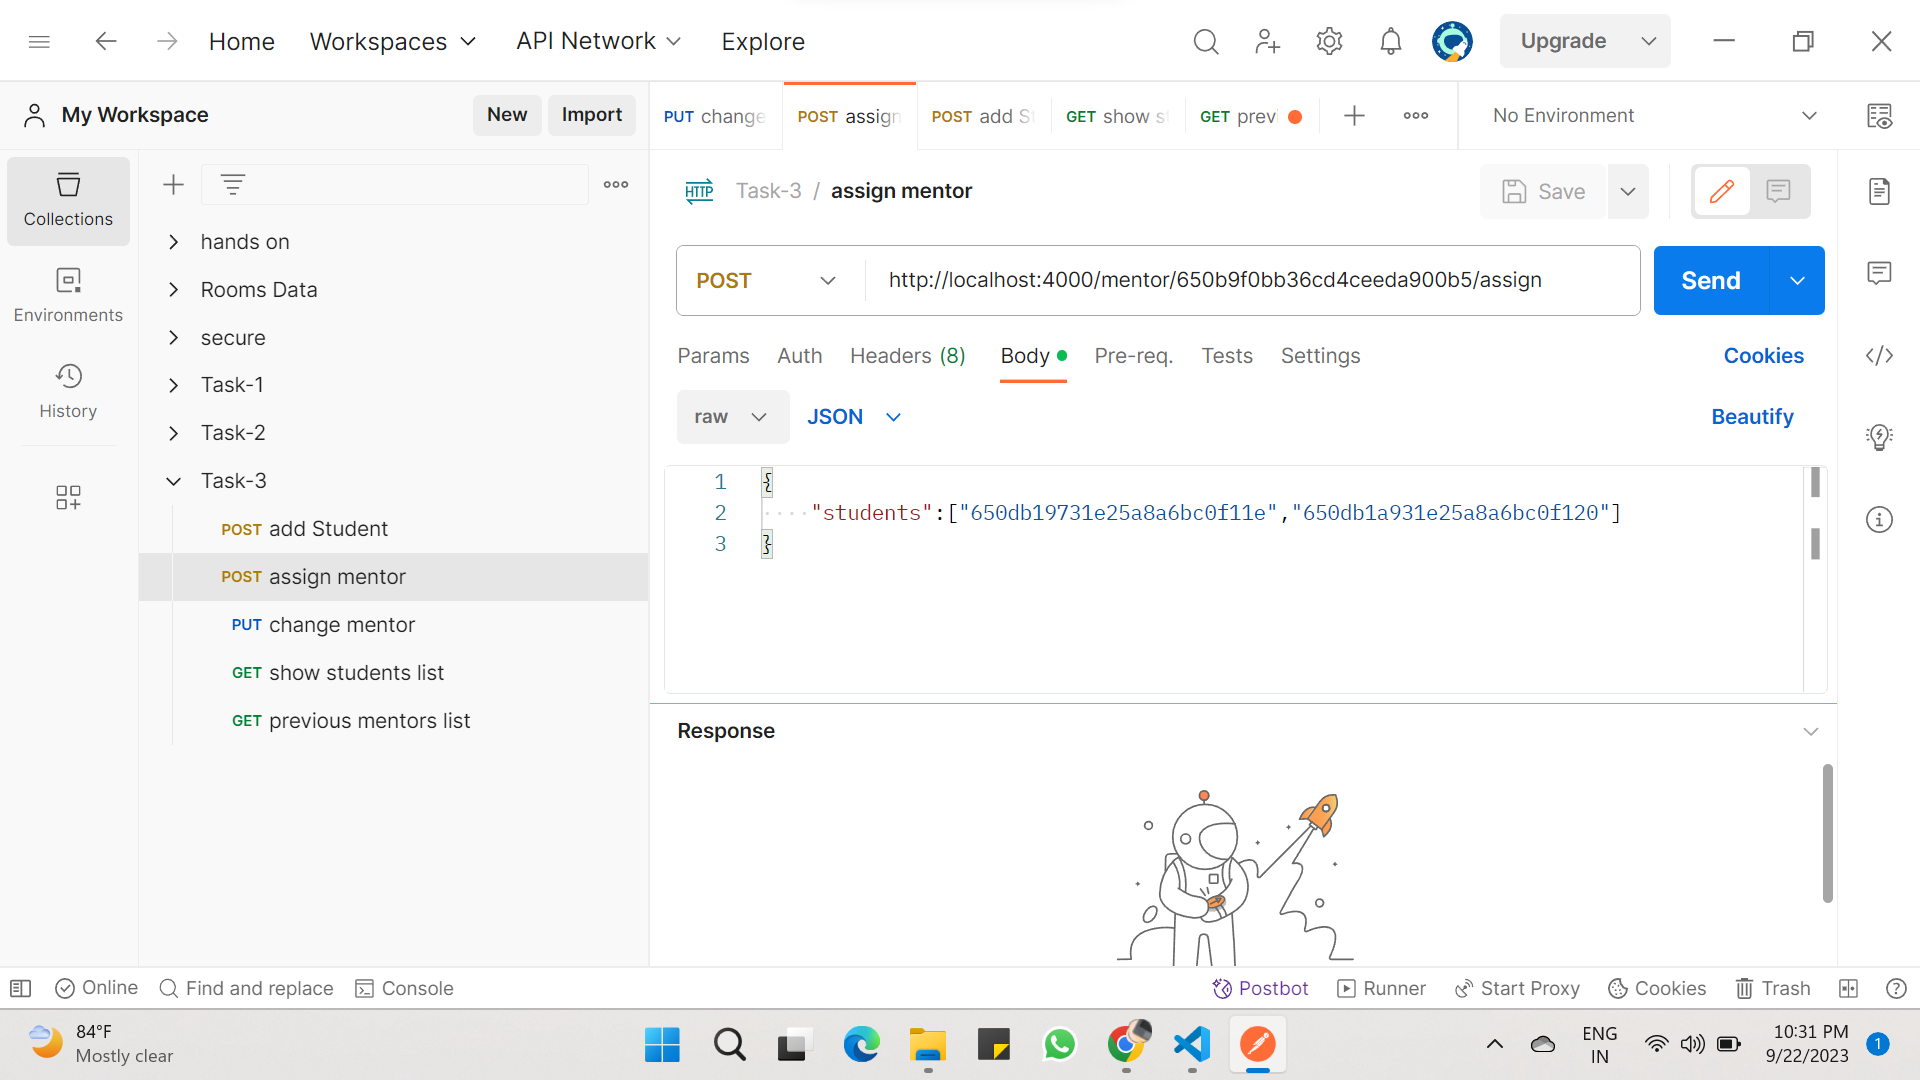 Home
Workspaces
API Network
Explore
Upgrade
My Workspace
New
Import
PUT change
POST assign
POST add St
GET show st
GET previ
No Environment
Collections
Environments
History
hands on
Rooms Data
secure
Task-1
Task-2
Task-3
POST add Student
POST assign mentor
PUT change mentor
GET show students list
GET previous mentors list
HTTP
Task-3 / assign mentor
Save
POST
http://localhost:4000/mentor/650b9f0bb36cd4ceeda900b5/assign
Send
Params
Auth
Headers (8)
Body
Pre-req.
Tests
Settings
Cookies
raw
JSON
Beautify
1 {
2 ····"students":["650db19731e25a8a6bc0f11e","650db1a931e25a8a6bc0f120"]
3 }
Response
Online
Find and replace
Console
Postbot
Runner
Start Proxy
Cookies
Trash
84°F
Mostly clear
ENG
IN
10:31 PM
9/22/2023
1